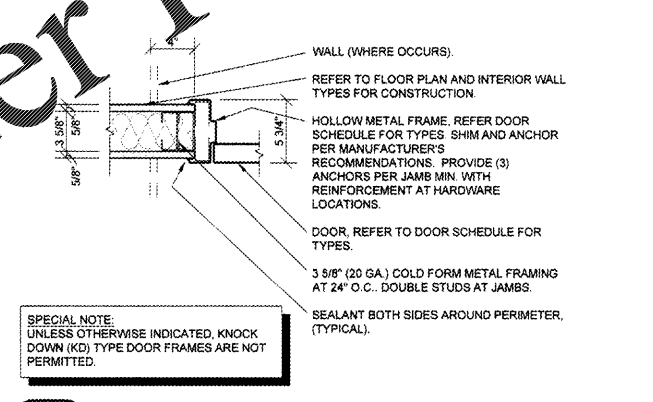 er
4"
WALL (WHERE OCCURS).
REFER TO FLOOR PLAN AND INTERIOR WALL
TYPES FOR CONSTRUCTION.
HOLLOW METAL FRAME, REFER DOOR
SCHEDULE FOR TYPES. SHIM AND ANCHOR
PER MANUFACTURER'S
RECOMMENDATIONS. PROVIDE (3)
ANCHORS PER JAMB MIN. WITH
REINFORCEMENT AT HARDWARE
LOCATIONS.
3 5/8"
5/8"
5/8"
5 3/4"
DOOR, REFER TO DOOR SCHEDULE FOR
TYPES.
3 5/8" (20 GA.) COLD FORM METAL FRAMING
AT 24" O.C.. DOUBLE STUDS AT JAMBS.
SEALANT BOTH SIDES AROUND PERIMETER,
(TYPICAL).
SPECIAL NOTE:
UNLESS OTHERWISE INDICATED, KNOCK
DOWN (KD) TYPE DOOR FRAMES ARE NOT
PERMITTED.